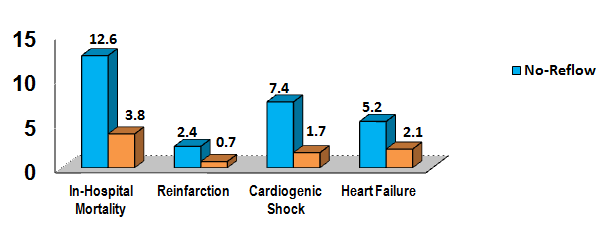 15
10
5
0
12.6
3.8
2.4
0.7
7.4
1.7
5.2
2.1
No-Reflow
In-Hospital
Mortality
Reinfarction
Cardiogenic
Shock
Heart Failure